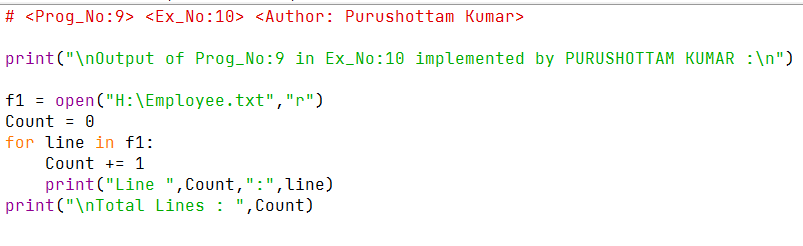 # <Prog_No:9> <Ex_No:10> <Author: Purushottam Kumar>
print("\nOutput of Prog_No:9 in Ex_No:10 implemented by PURUSHOTTAM KUMAR :\n")
f1 = open("H:\Employee.txt","r")
Count = 0
for line in f1:
    Count += 1
    print("Line ",Count,":",line)
print("\nTotal Lines : ",Count)